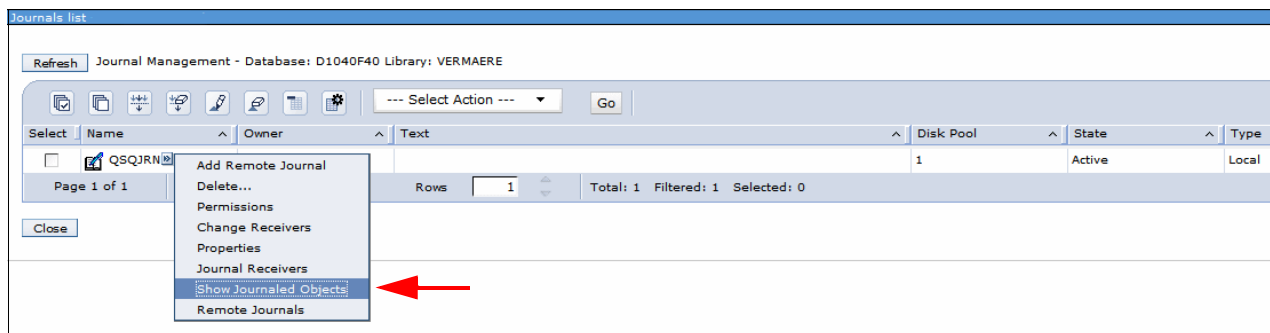 Journals list
Refresh Journal Management - Database: D1040F40 Library: VERMAERE
--- Select Action --- Go
Select Name Owner Text Disk Pool State Type
QSQJRN 1 Active Local
Add Remote Journal
Page 1 of 1 Delete... Rows 1 Total: 1 Filtered: 1 Selected: 0
Permissions
Close Change Receivers
Properties
Journal Receivers
Show Journaled Objects
Remote Journals